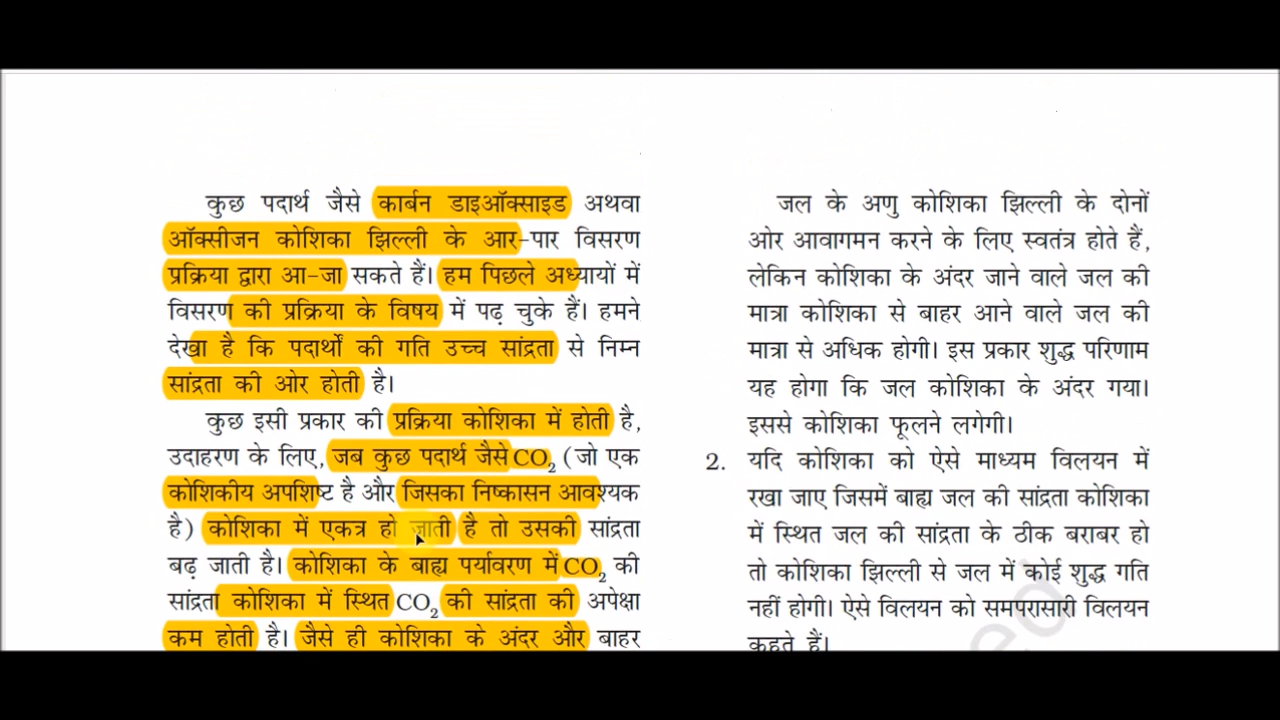 कुछ पदार्थ जैसे कार्बन डाइऑक्साइड अथवा
ऑक्सीजन कोशिका झिल्ली के आर-पार विसरण
प्रक्रिया द्वारा आ-जा सकते हैं। हम पिछले अध्यायों में
विसरण की प्रक्रिया के विषय में पढ़ चुके हैं। हमने
देखा है कि पदार्थों की गति उच्च सांद्रता से निम्न
सांद्रता की ओर होती है।
कुछ इसी प्रकार की प्रक्रिया कोशिका में होती है,
उदाहरण के लिए, जब कुछ पदार्थ जैसे CO₂ (जो एक
कोशिकीय अपशिष्ट है और जिसका निष्कासन आवश्यक
है) कोशिका में एकत्र हो जाती है तो उसकी सांद्रता
बढ़ जाती है। कोशिका के बाह्य पर्यावरण में CO₂ की
सांद्रता कोशिका में स्थित CO₂ की सांद्रता की अपेक्षा
कम होती है। जैसे ही कोशिका के अंदर और बाहर
जल के अणु कोशिका झिल्ली के दोनों
ओर आवागमन करने के लिए स्वतंत्र होते हैं,
लेकिन कोशिका के अंदर जाने वाले जल की
मात्रा कोशिका से बाहर आने वाले जल की
मात्रा से अधिक होगी। इस प्रकार शुद्ध परिणाम
यह होगा कि जल कोशिका के अंदर गया।
इससे कोशिका फूलने लगेगी।
2. यदि कोशिका को ऐसे माध्यम विलयन में
रखा जाए जिसमें बाह्य जल की सांद्रता कोशिका
में स्थित जल की सांद्रता के ठीक बराबर हो
तो कोशिका झिल्ली से जल में कोई शुद्ध गति
नहीं होगी। ऐसे विलयन को समपरासारी विलयन
कहते हैं।